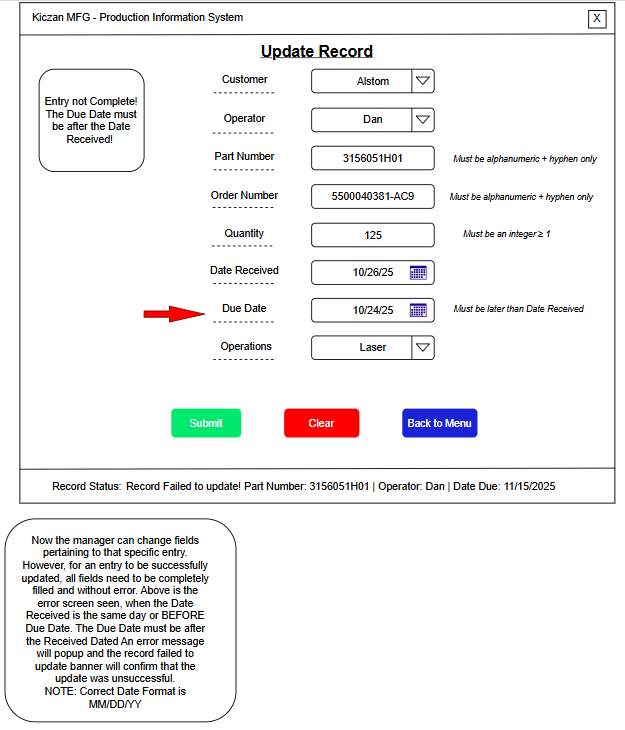 Kiczan MFG - Production Information System
X
Update Record
Entry not Complete!
The Due Date must
be after the Date
Received!
Customer
Alstom
Operator
Dan
Part Number
3156051H01
Must be alphanumeric + hyphen only
Order Number
5500040381-AC9
Must be alphanumeric + hyphen only
Quantity
125
Must be an integer ≥ 1
Date Received
10/26/25
Due Date
10/24/25
Must be later than Date Received
Operations
Laser
Submit
Clear
Back to Menu
Record Status: Record Failed to update! Part Number: 3156051H01 | Operator: Dan | Date Due: 11/15/2025
Now the manager can change fields
pertaining to that specific entry.
However, for an entry to be successfully
updated, all fields need to be completely
filled and without error. Above is the
error screen seen, when the Date
Received is the same day or BEFORE
Due Date. The Due Date must be after
the Received Dated An error message
will popup and the record failed to
update banner will confirm that the
update was unsuccessful.
NOTE: Correct Date Format is
MM/DD/YY